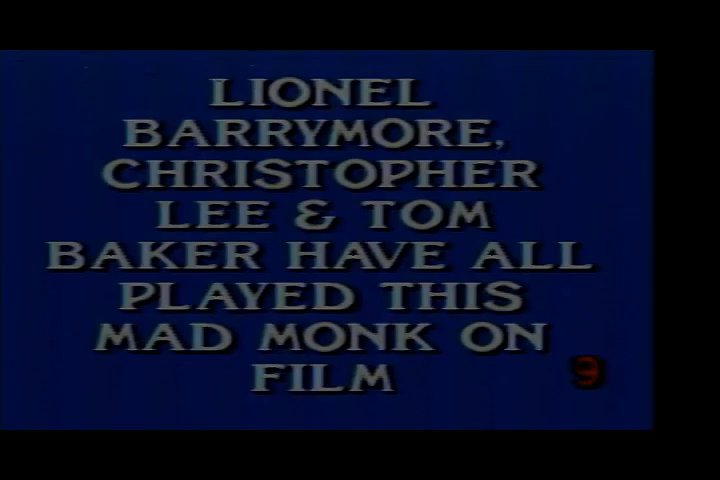 LIONEL
BARRYMORE,
CHRISTOPHER
LEE & TOM
BAKER HAVE ALL
PLAYED THIS
MAD MONK ON
FILM
9